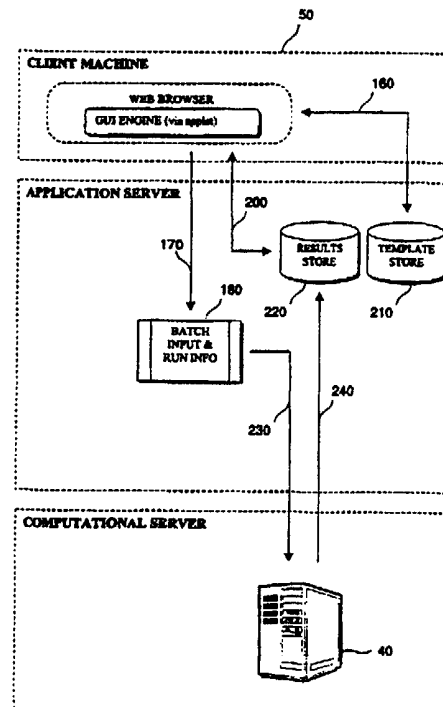 50
CLIENT MACHINE
160
WEB BROWSER
GUI ENGINE (via applet)
APPLICATION SERVER
200
170
RESULTS
STORE
TEMPLATE
STORE
180
220
210
BATCH
INPUT &
RUN INFO
240
230
COMPUTATIONAL SERVER
40